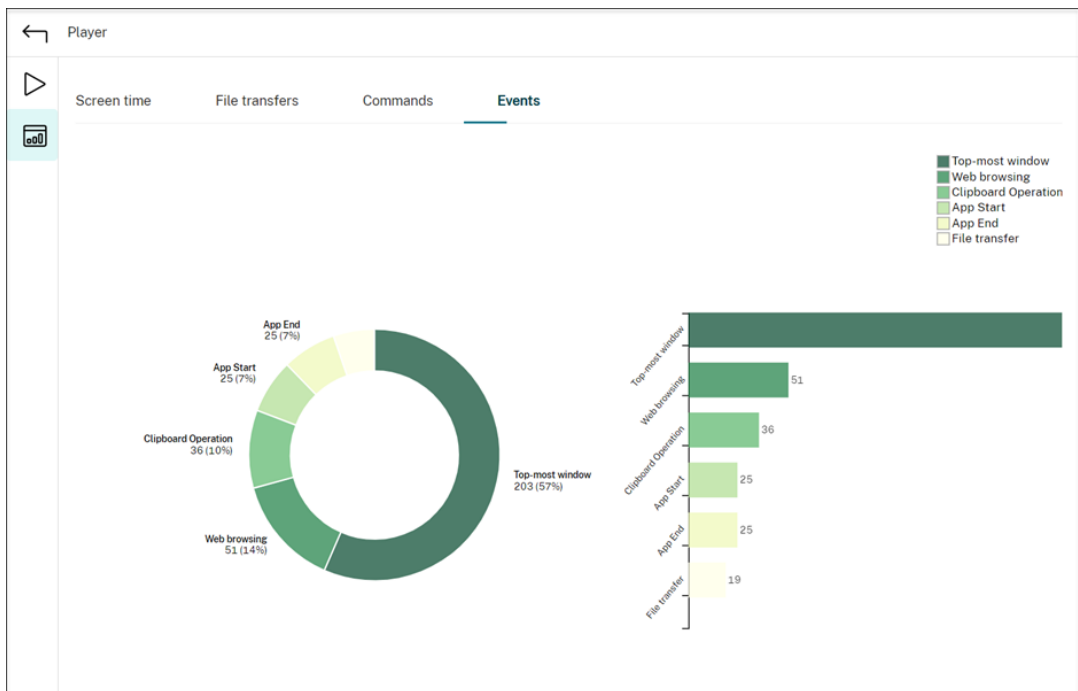 Player
Screen time
File transfers
Commands
Events
Top-most window
Web browsing
Clipboard Operation
App Start
App End
File transfer
App End
25 (7%)
App Start
25 (7%)
Clipboard Operation
36 (10%)
Web browsing
51 (14%)
Top-most window
203 (57%)
Top-most window
Web browsing
51
Clipboard Operation
36
App Start
25
App End
25
File transfer
19